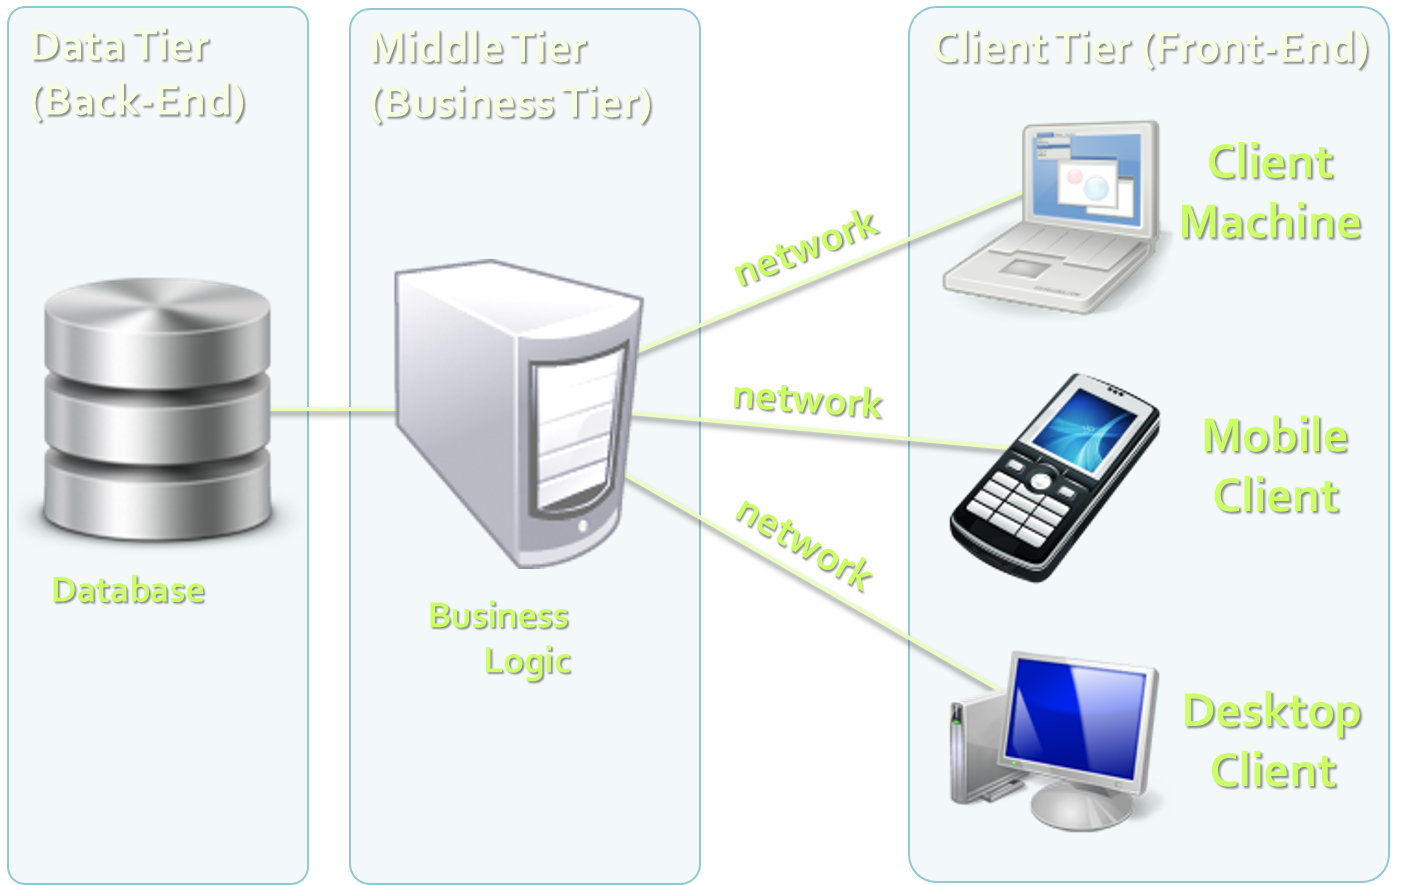 Data Tier
(Back-End)
Database
Middle Tier
(Business Tier)
Business
Logic
network
network
network
Client Tier (Front-End)
Client
Machine
Mobile
Client
Desktop
Client